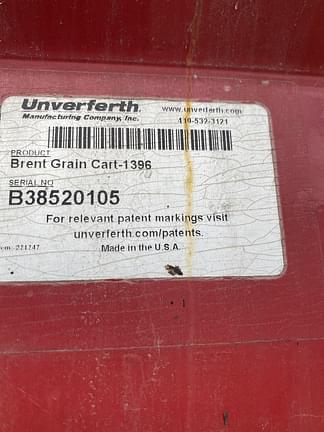 Unverferth
Manufacturing Company, Inc.
www.unverferth.com
419-532-3121
PRODUCT
Brent Grain Cart-1396
SERIAL NO
B38520105
For relevant patent markings visit
unverferth.com/patents.
Made in the U.S.A.